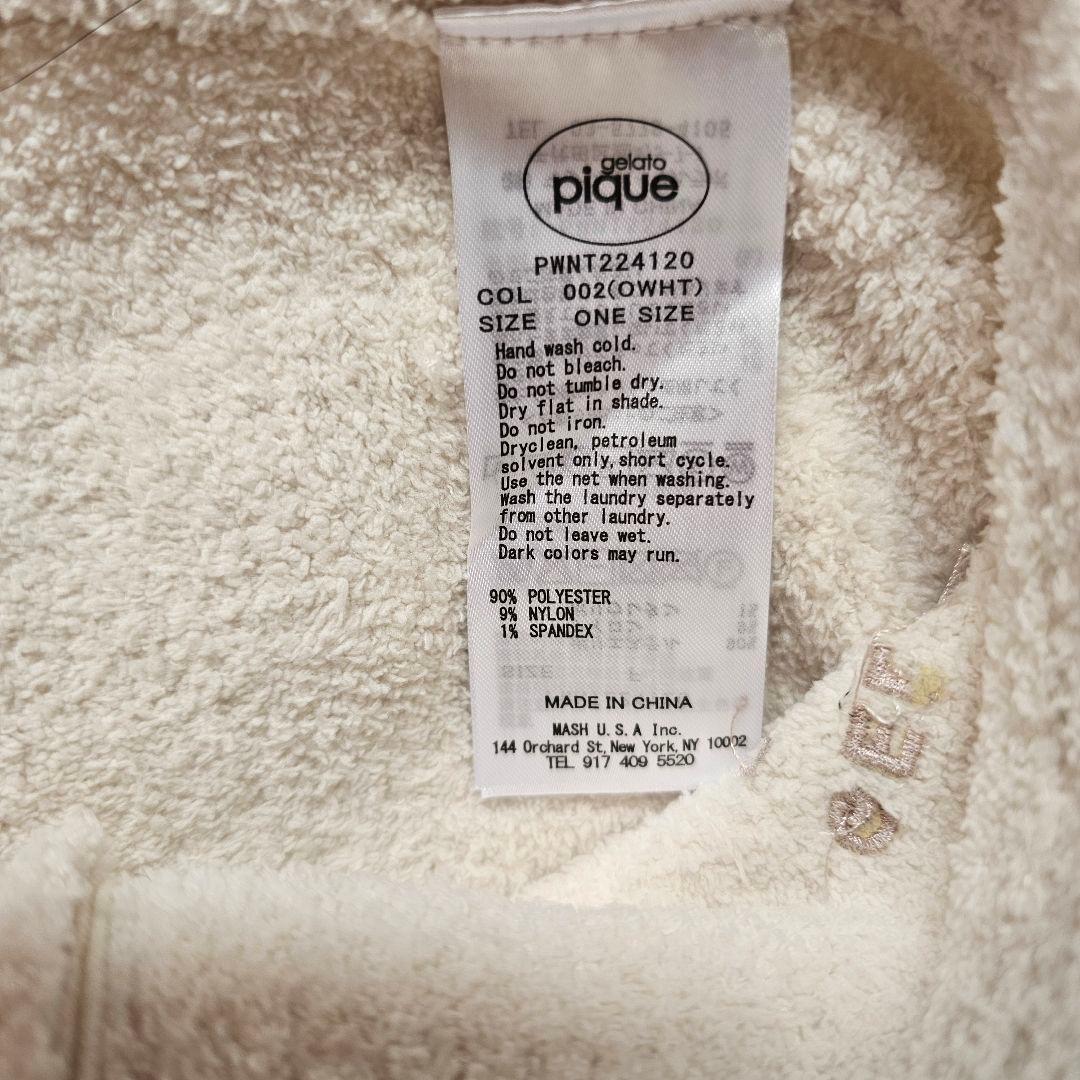 gelato
pique
PWNT224120
COL 002(OWHT)
SIZE ONE SIZE
Hand wash cold.
Do not bleach.
Do not tumble dry.
Dry flat in shade.
Do not iron.
Dryclean, petroleum
solvent only, short cycle.
Use the net when washing.
Wash the laundry separately
from other laundry.
Do not leave wet.
Dark colors may run.
90% POLYESTER
9% NYLON
1% SPANDEX
MADE IN CHINA
MASH U.S.A Inc.
144 Orchard St, New York, NY 10002
TEL 917 409 5520